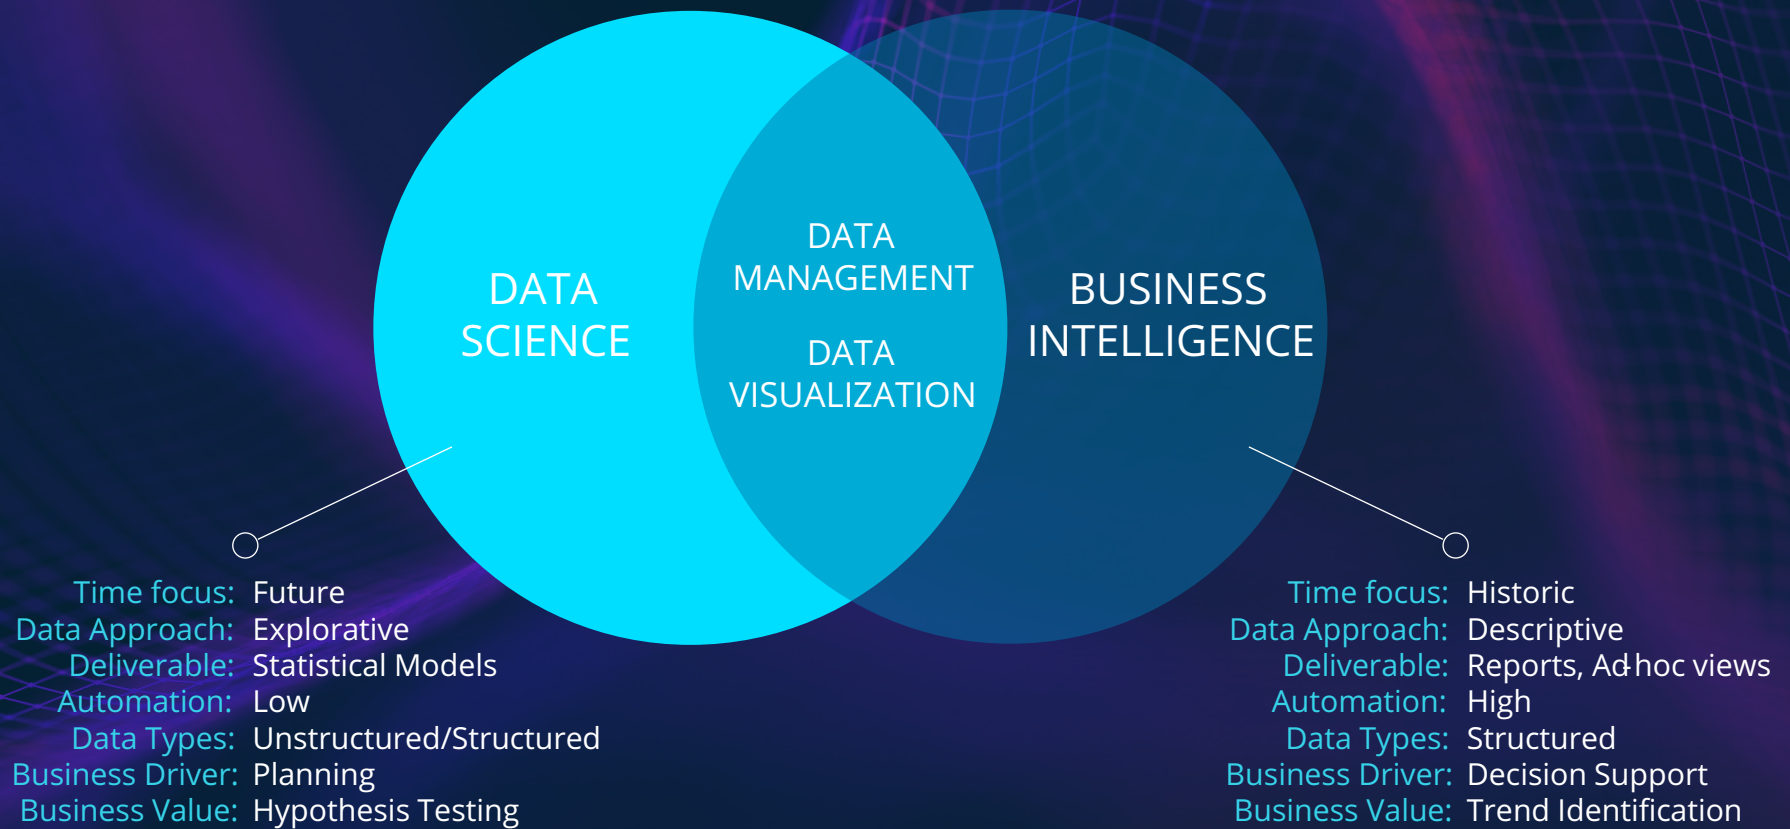 DATA
SCIENCE
DATA
MANAGEMENT
DATA
VISUALIZATION
BUSINESS
INTELLIGENCE
Time focus: Future
Data Approach: Explorative
Deliverable: Statistical Models
Automation: Low
Data Types: Unstructured/Structured
Business Driver: Planning
Business Value: Hypothesis Testing
Time focus: Historic
Data Approach: Descriptive
Deliverable: Reports, Ad-hoc views
Automation: High
Data Types: Structured
Business Driver: Decision Support
Business Value: Trend Identification